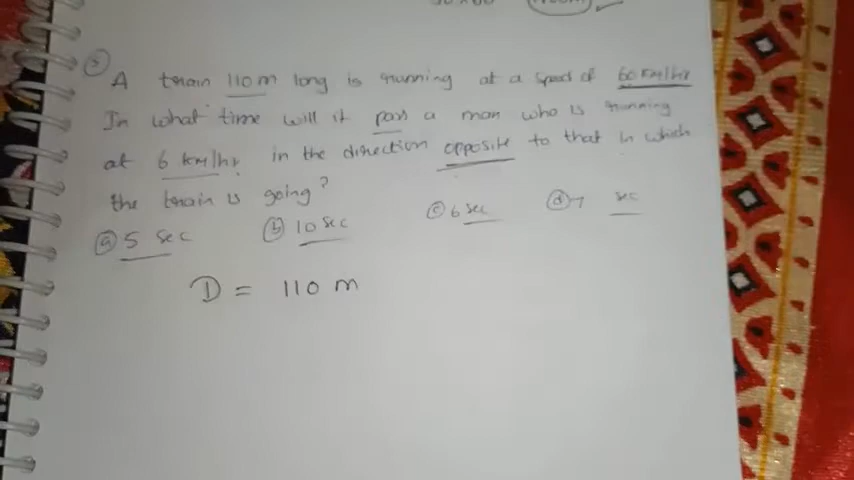 A train 110 m long is running at a speed of 60 km/hr
In what time will it pass a man who is running
at 6 km/hr in the direction opposite to that in which
the train is going?
(a) 5 sec (b) 10 sec (c) 6 sec (d) 7 sec
D = 110 m